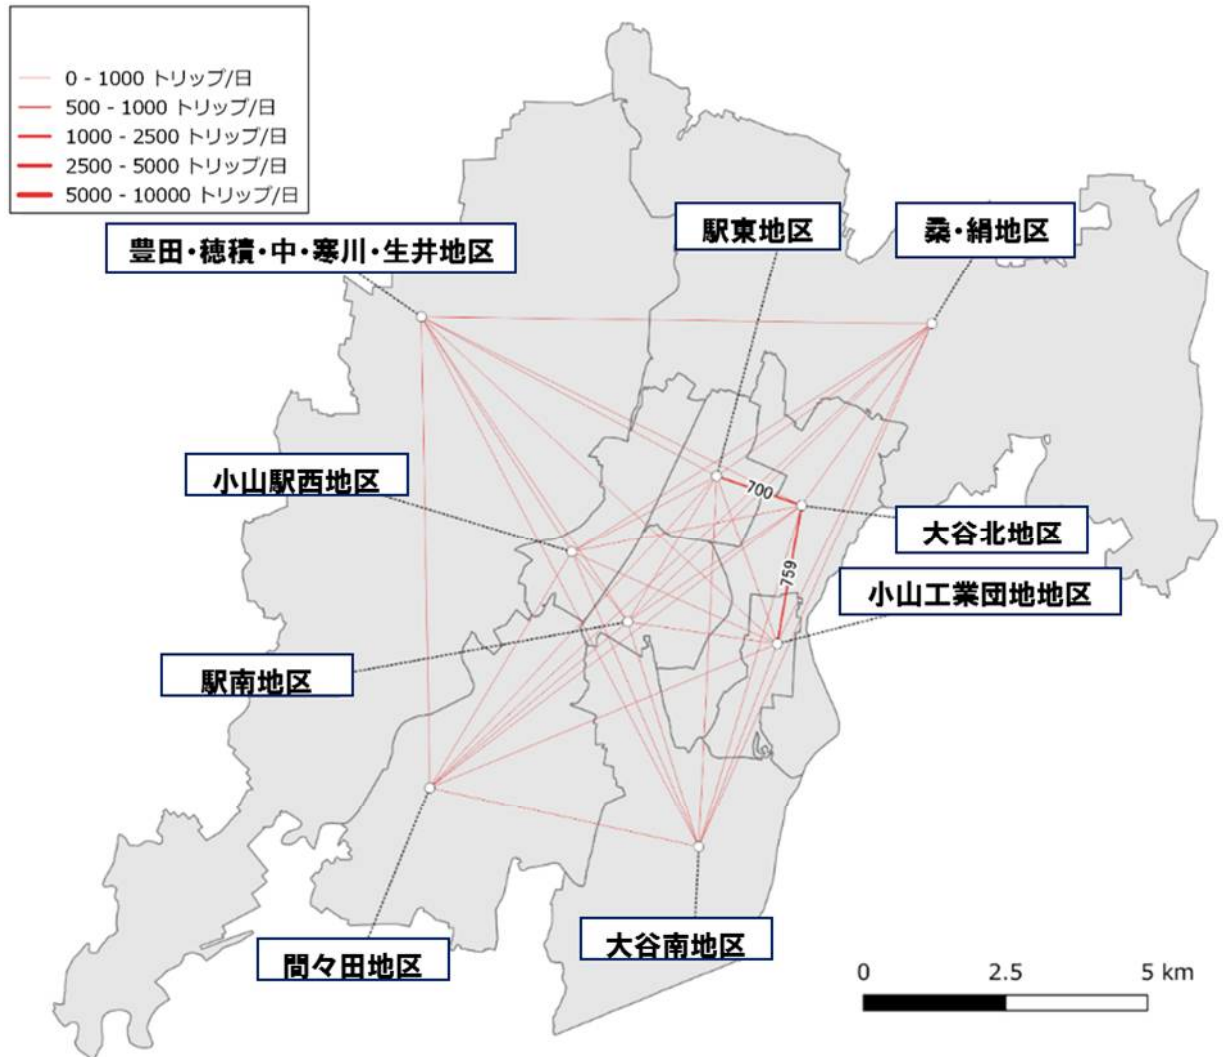 0 - 1000 トリップ/日
500 - 1000 トリップ/日
1000 - 2500 トリップ/日
2500 - 5000 トリップ/日
5000 - 10000 トリップ/日
豊田・穂積・中・寒川・生井地区
駅東地区
桑・絹地区
小山駅西地区
700
大谷北地区
759
小山工業団地地区
駅南地区
大谷南地区
間々田地区
0 2.5 5 km